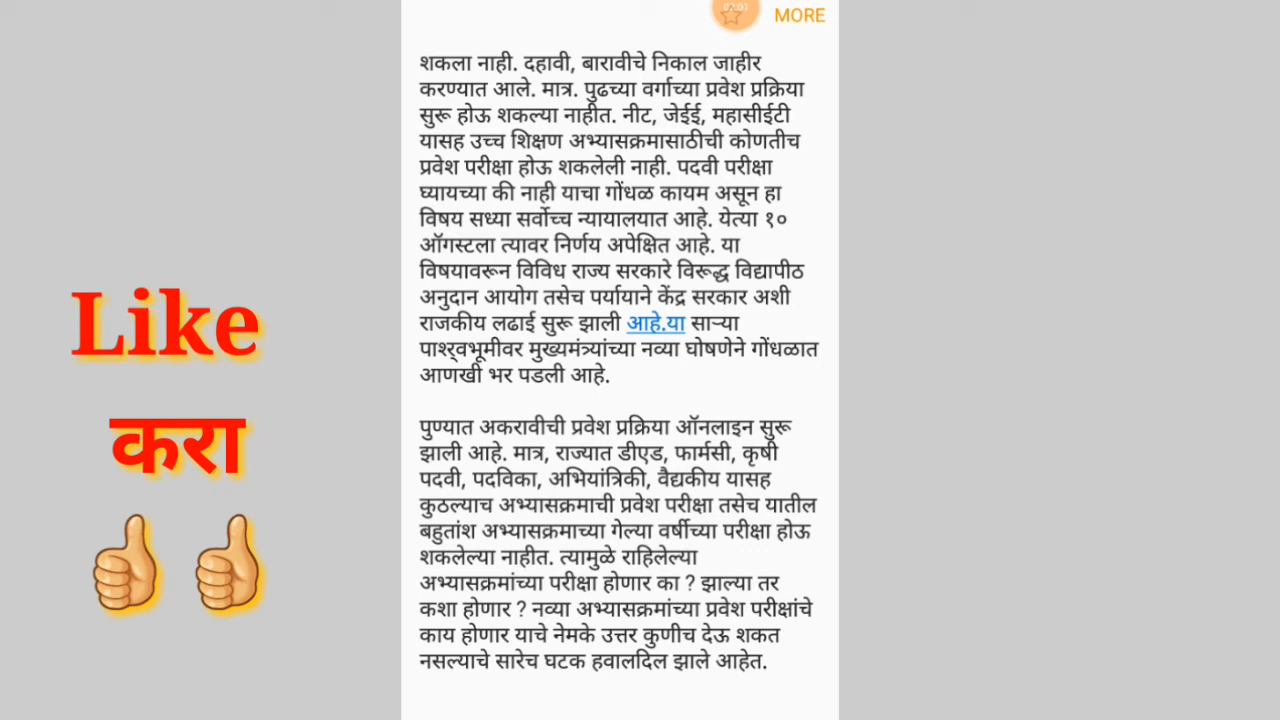 02:01
MORE
शकला नाही. दहावी, बारावीचे निकाल जाहीर
करण्यात आले. मात्र. पुढच्या वर्गाच्या प्रवेश प्रक्रिया
सुरू होऊ शकल्या नाहीत. नीट, जेईई, महासीईटी
यासह उच्च शिक्षण अभ्यासक्रमासाठीची कोणतीच
प्रवेश परीक्षा होऊ शकलेली नाही. पदवी परीक्षा
घ्यायच्या की नाही याचा गोंधळ कायम असून हा
विषय सध्या सर्वोच्च न्यायालयात आहे. येत्या १०
ऑगस्टला त्यावर निर्णय अपेक्षित आहे. या
विषयावरून विविध राज्य सरकारे विरूद्ध विद्यापीठ
अनुदान आयोग तसेच पर्यायाने केंद्र सरकार अशी
राजकीय लढाई सुरू झाली आहे.या साऱ्या
पाश्र्वभूमीवर मुख्यमंत्र्यांच्या नव्या घोषणेने गोंधळात
आणखी भर पडली आहे.
पुण्यात अकरावीची प्रवेश प्रक्रिया ऑनलाइन सुरू
झाली आहे. मात्र, राज्यात डीएड, फार्मसी, कृषी
पदवी, पदविका, अभियांत्रिकी, वैद्यकीय यासह
कुठल्याच अभ्यासक्रमाची प्रवेश परीक्षा तसेच यातील
बहुतांश अभ्यासक्रमाच्या गेल्या वर्षीच्या परीक्षा होऊ
शकलेल्या नाहीत. त्यामुळे राहिलेल्या
अभ्यासक्रमांच्या परीक्षा होणार का ? झाल्या तर
कशा होणार ? नव्या अभ्यासक्रमांच्या प्रवेश परीक्षांचे
काय होणार याचे नेमके उत्तर कुणीच देऊ शकत
नसल्याचे सारेच घटक हवालदिल झाले आहेत.
Like
करा